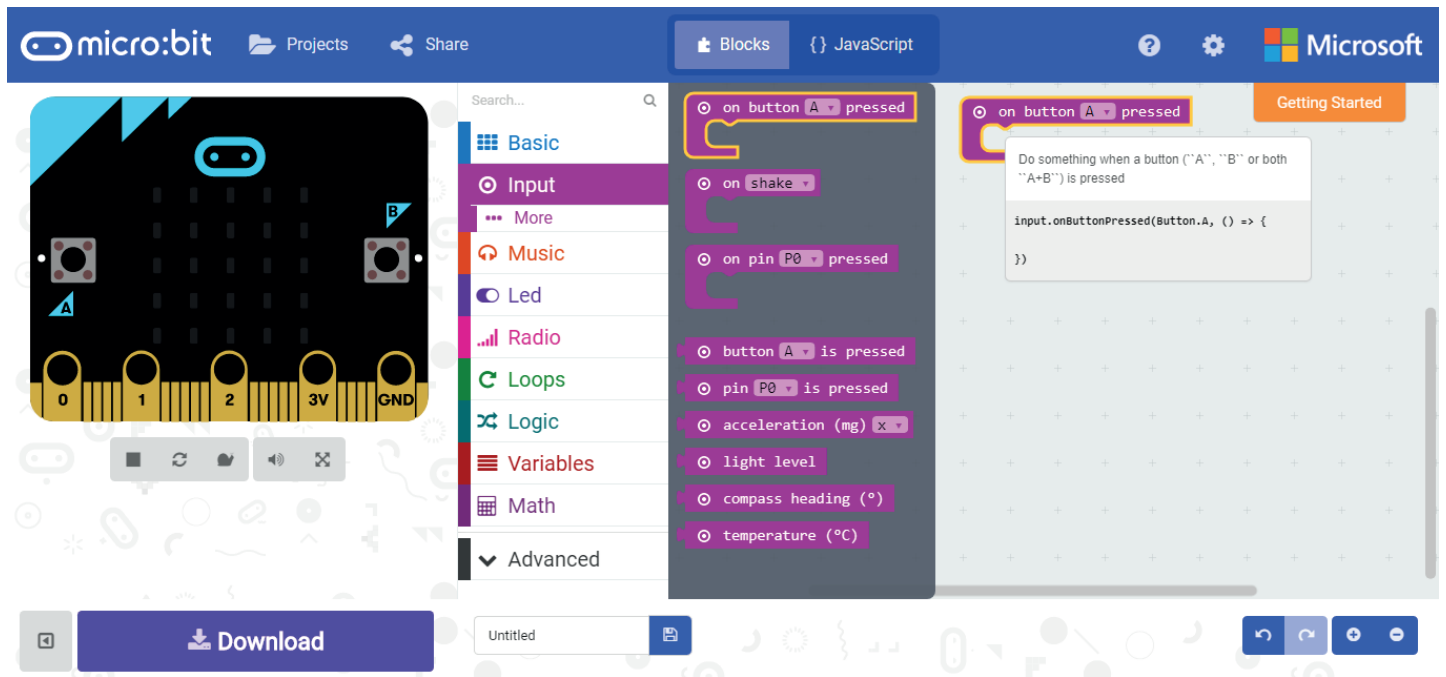 micro:bit
Projects
Share
Blocks
{} JavaScript
?
Microsoft
B
A
0
1
2
3V
GND
Search...
Basic
Input
More
Music
Led
Radio
Loops
Logic
Variables
Math
Advanced
on button A pressed
on shake
on pin P0 pressed
button A is pressed
pin P0 is pressed
acceleration (mg) x
light level
compass heading (°)
temperature (°C)
on button A pressed
Getting Started
Do something when a button (``A``, ``B`` or both
``A+B``) is pressed
input.onButtonPressed(Button.A, () => {
})
Download
Untitled